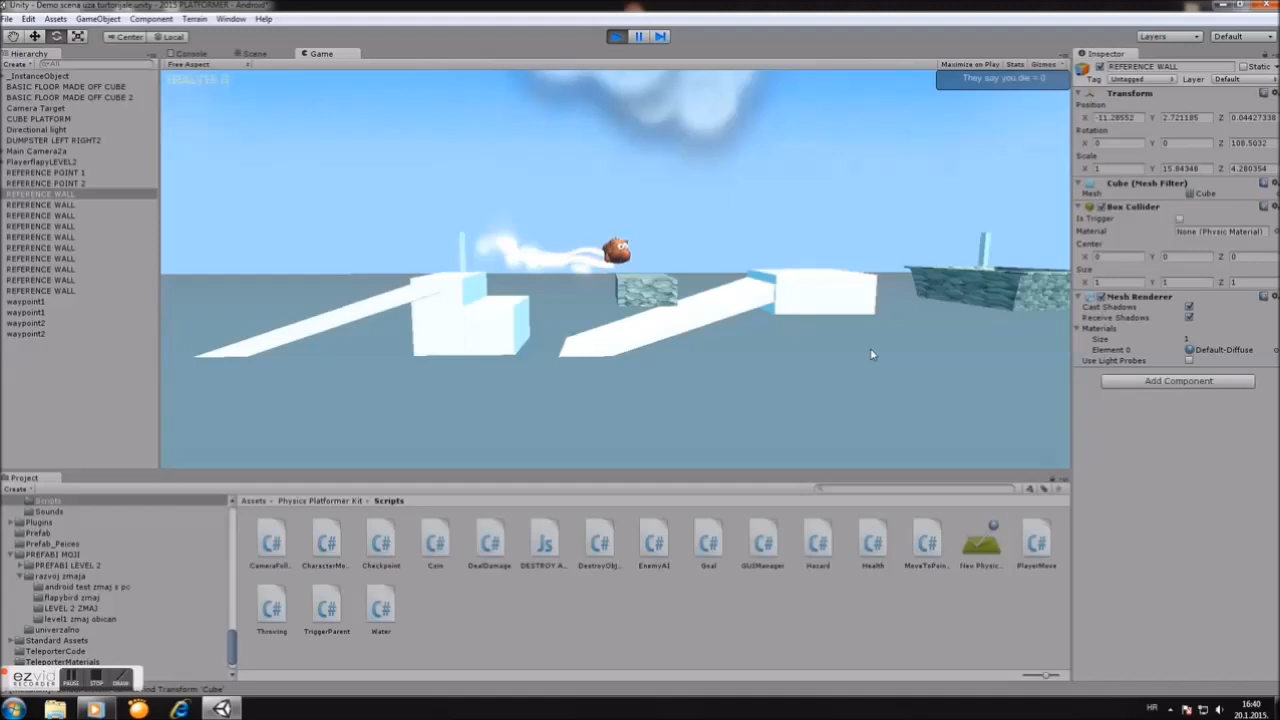 Unity - Demo scena uza turtorijale.unity - 2015 PLATFORMER - Android*
File Edit Assets GameObject Component Terrain Window Help
Center Local Layers Default
Hierarchy Console Scene Game Inspector
Create All Free Aspect Maximize on Play Stats Gizmos
REFERENCE WALL Static
Tag Untagged Layer Default
They say you die = 0
_InstanceObject
BASIC FLOOR MADE OFF CUBE
BASIC FLOOR MADE OFF CUBE 2
Camera Target
CUBE PLATFORM
Directional light
DUMPSTER LEFT RIGHT2
Main Camera2a
PlayerflapyLEVEL2
REFERENCE POINT 1
REFERENCE POINT 2
REFERENCE WALL
REFERENCE WALL
REFERENCE WALL
REFERENCE WALL
REFERENCE WALL
REFERENCE WALL
REFERENCE WALL
REFERENCE WALL
REFERENCE WALL
REFERENCE WALL
waypoint1
waypoint1
waypoint2
waypoint2
Transform
Position
X -11.28552 Y 2.721185 Z 0.04427338
Rotation
X 0 Y 0 Z 108.5032
Scale
X 1 Y 15.84348 Z 4.280354
Cube (Mesh Filter)
Mesh Cube
Box Collider
Is Trigger
Material None (Physic Material)
Center
X 0 Y 0 Z 0
Size
X 1 Y 1 Z 1
Mesh Renderer
Cast Shadows
Receive Shadows
Materials
Size 1
Element 0 Default-Diffuse
Use Light Probes
Add Component
Project
Create
Scripts
Sounds
Plugins
Prefab
Prefab_Peices
PREFABI MOJI
PREFABI LEVEL 2
razvoj zmaja
android test zmaj s pc
flapybird zmaj
LEVEL 2 ZMAJ
level1 zmaj obican
univerzalno
Standard Assets
TeleporterCode
TeleporterMaterials
Assets Physics Platformer Kit Scripts
C# C# C# C# C# Js C# C# C# C# C# C# C# C#
CameraFoll... CharacterMo... Checkpoint Coin DealDamage DESTROY A... DestroyObj... EnemyAI Goal GUIManager Hazard Health MoveToPoin... New Physic... PlayerMove
C# C# C#
Throwing TriggerParent Water
ezvid
RECORDER
PAUSE STOP DRAW
Find Transform 'Cube'
HR 16:40
20.1.2015.